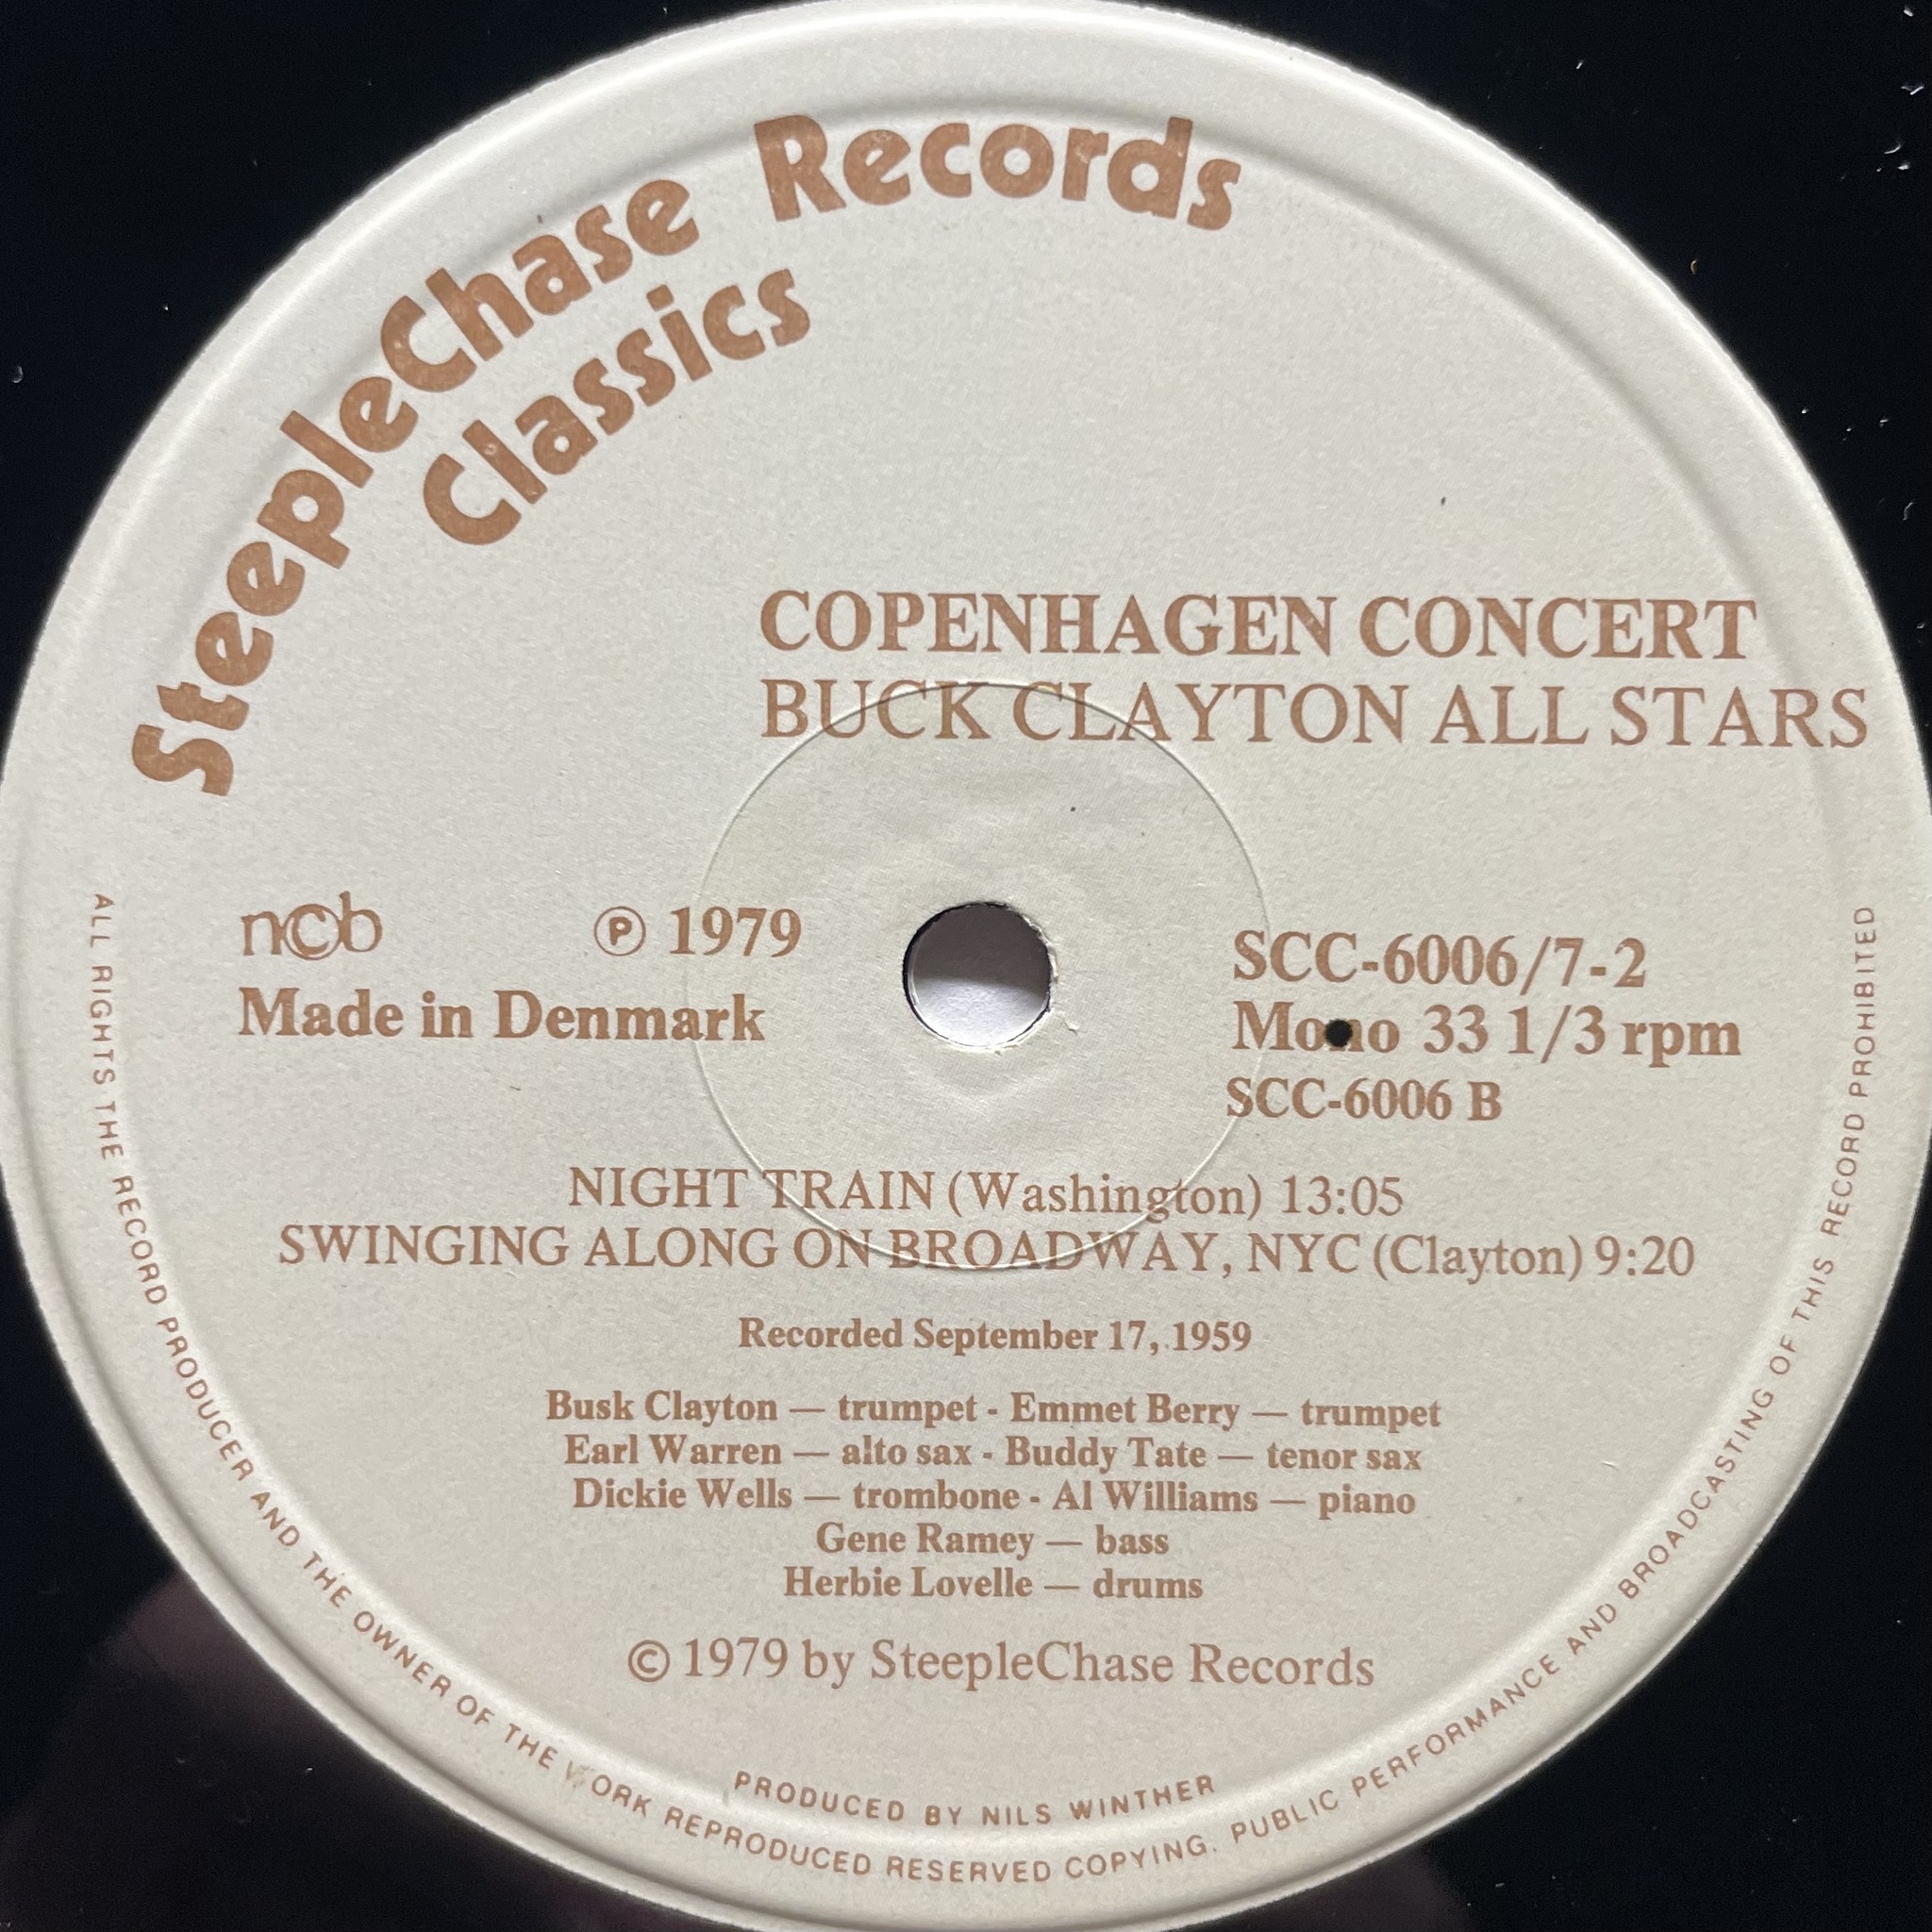 SteepleChase Records
Classics
COPENHAGEN CONCERT
BUCK CLAYTON ALL STARS
ncb ℗ 1979
Made in Denmark
SCC-6006/7-2
Mono 33 1/3 rpm
SCC-6006 B
NIGHT TRAIN (Washington) 13:05
SWINGING ALONG ON BROADWAY, NYC (Clayton) 9:20
Recorded September 17, 1959
Busk Clayton — trumpet - Emmet Berry — trumpet
Earl Warren — alto sax - Buddy Tate — tenor sax
Dickie Wells — trombone - Al Williams — piano
Gene Ramey — bass
Herbie Lovelle — drums
© 1979 by SteepleChase Records
PRODUCED BY NILS WINTHER
ALL RIGHTS THE RECORD PRODUCER AND THE OWNER OF THE WORK REPRODUCED RESERVED COPYING, PUBLIC PERFORMANCE AND BROADCASTING OF THIS RECORD PROHIBITED